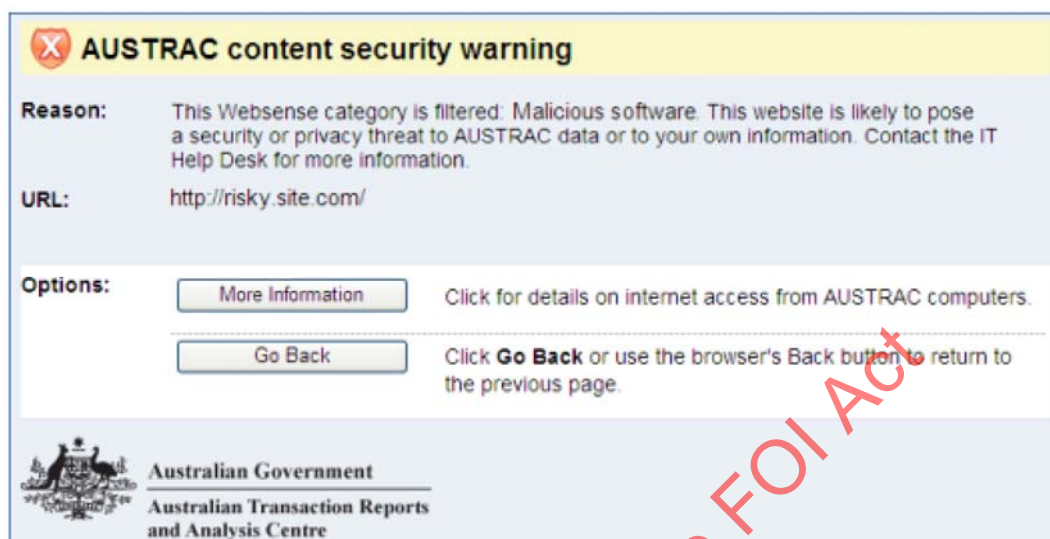 AUSTRAC content security warning
Reason: This Websense category is filtered: Malicious software. This website is likely to pose
a security or privacy threat to AUSTRAC data or to your own information. Contact the IT
Help Desk for more information.
URL: http://risky.site.com/
Options: More Information Click for details on internet access from AUSTRAC computers.
Go Back Click Go Back or use the browser's Back button to return to
the previous page.
Australian Government
Australian Transaction Reports
and Analysis Centre
FOI Act